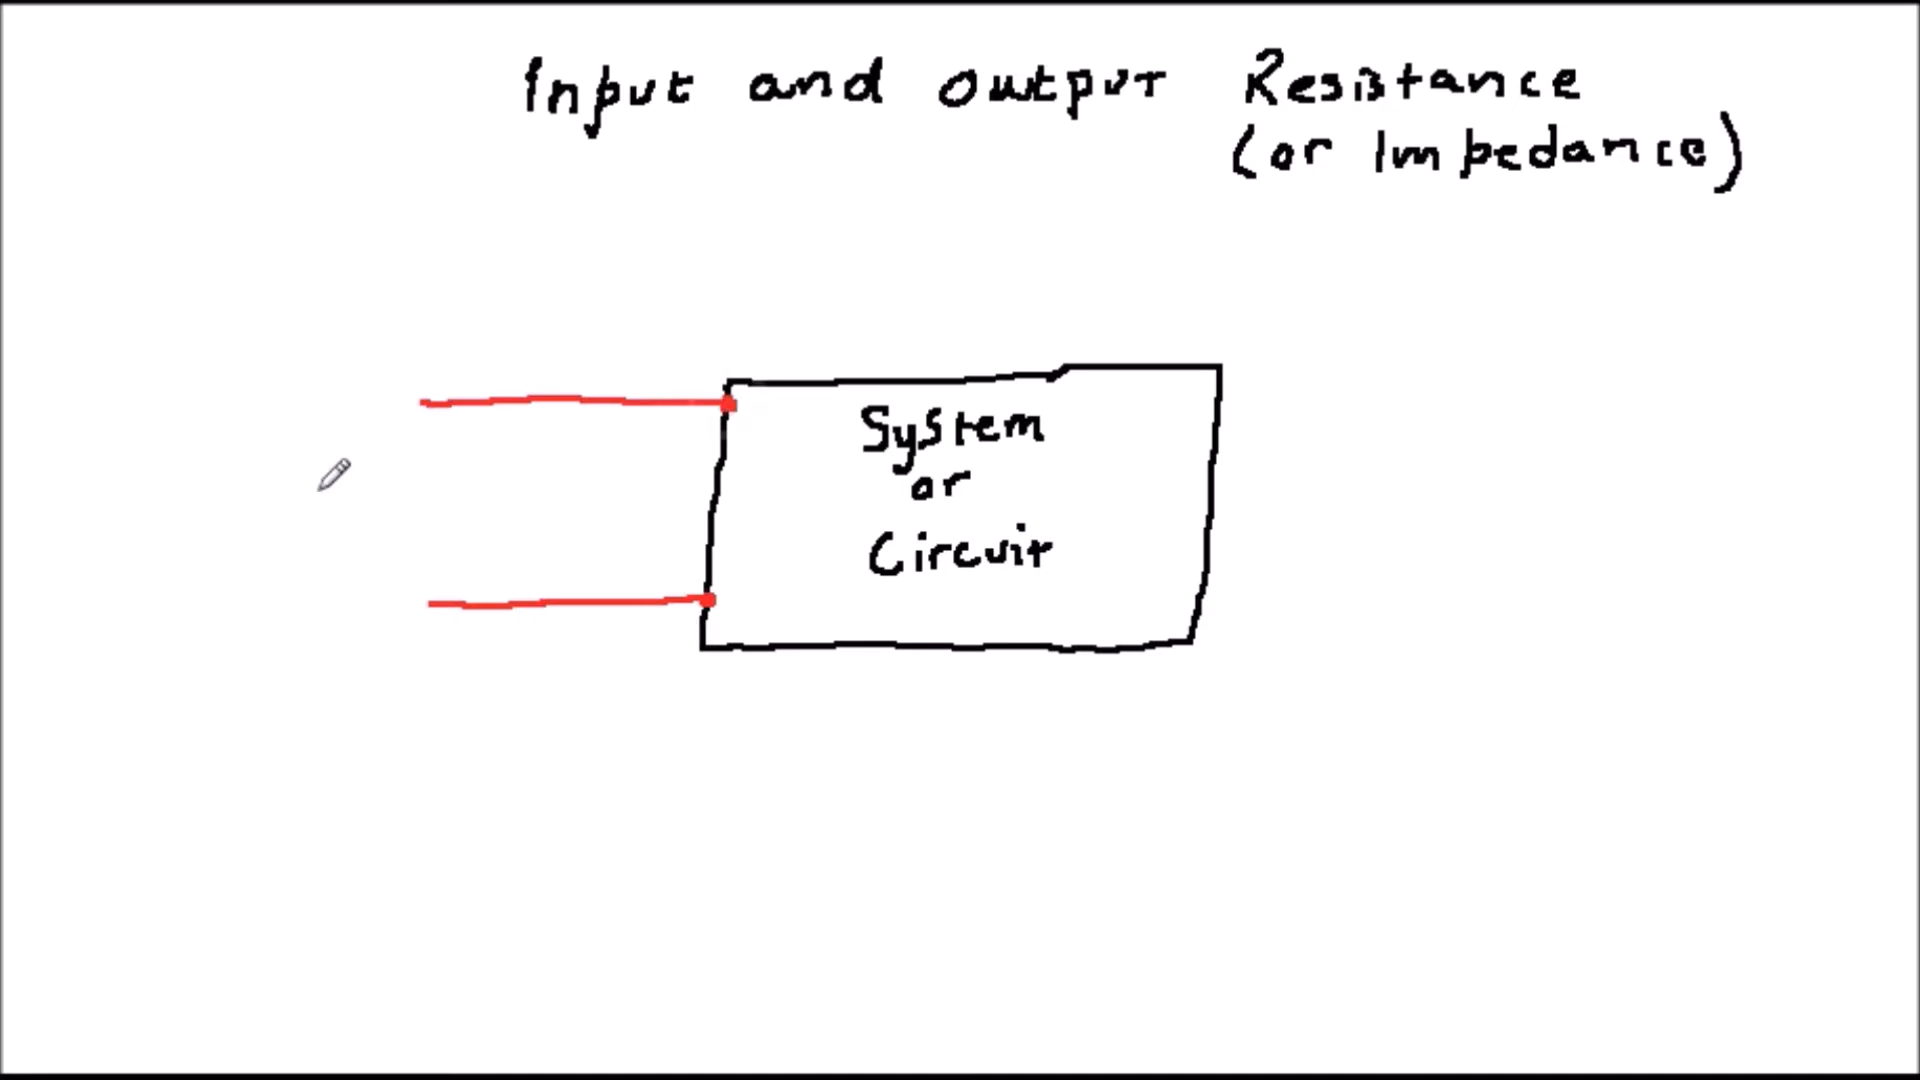 Input and output Resistance
(or Impedance)
System
or
Circuit